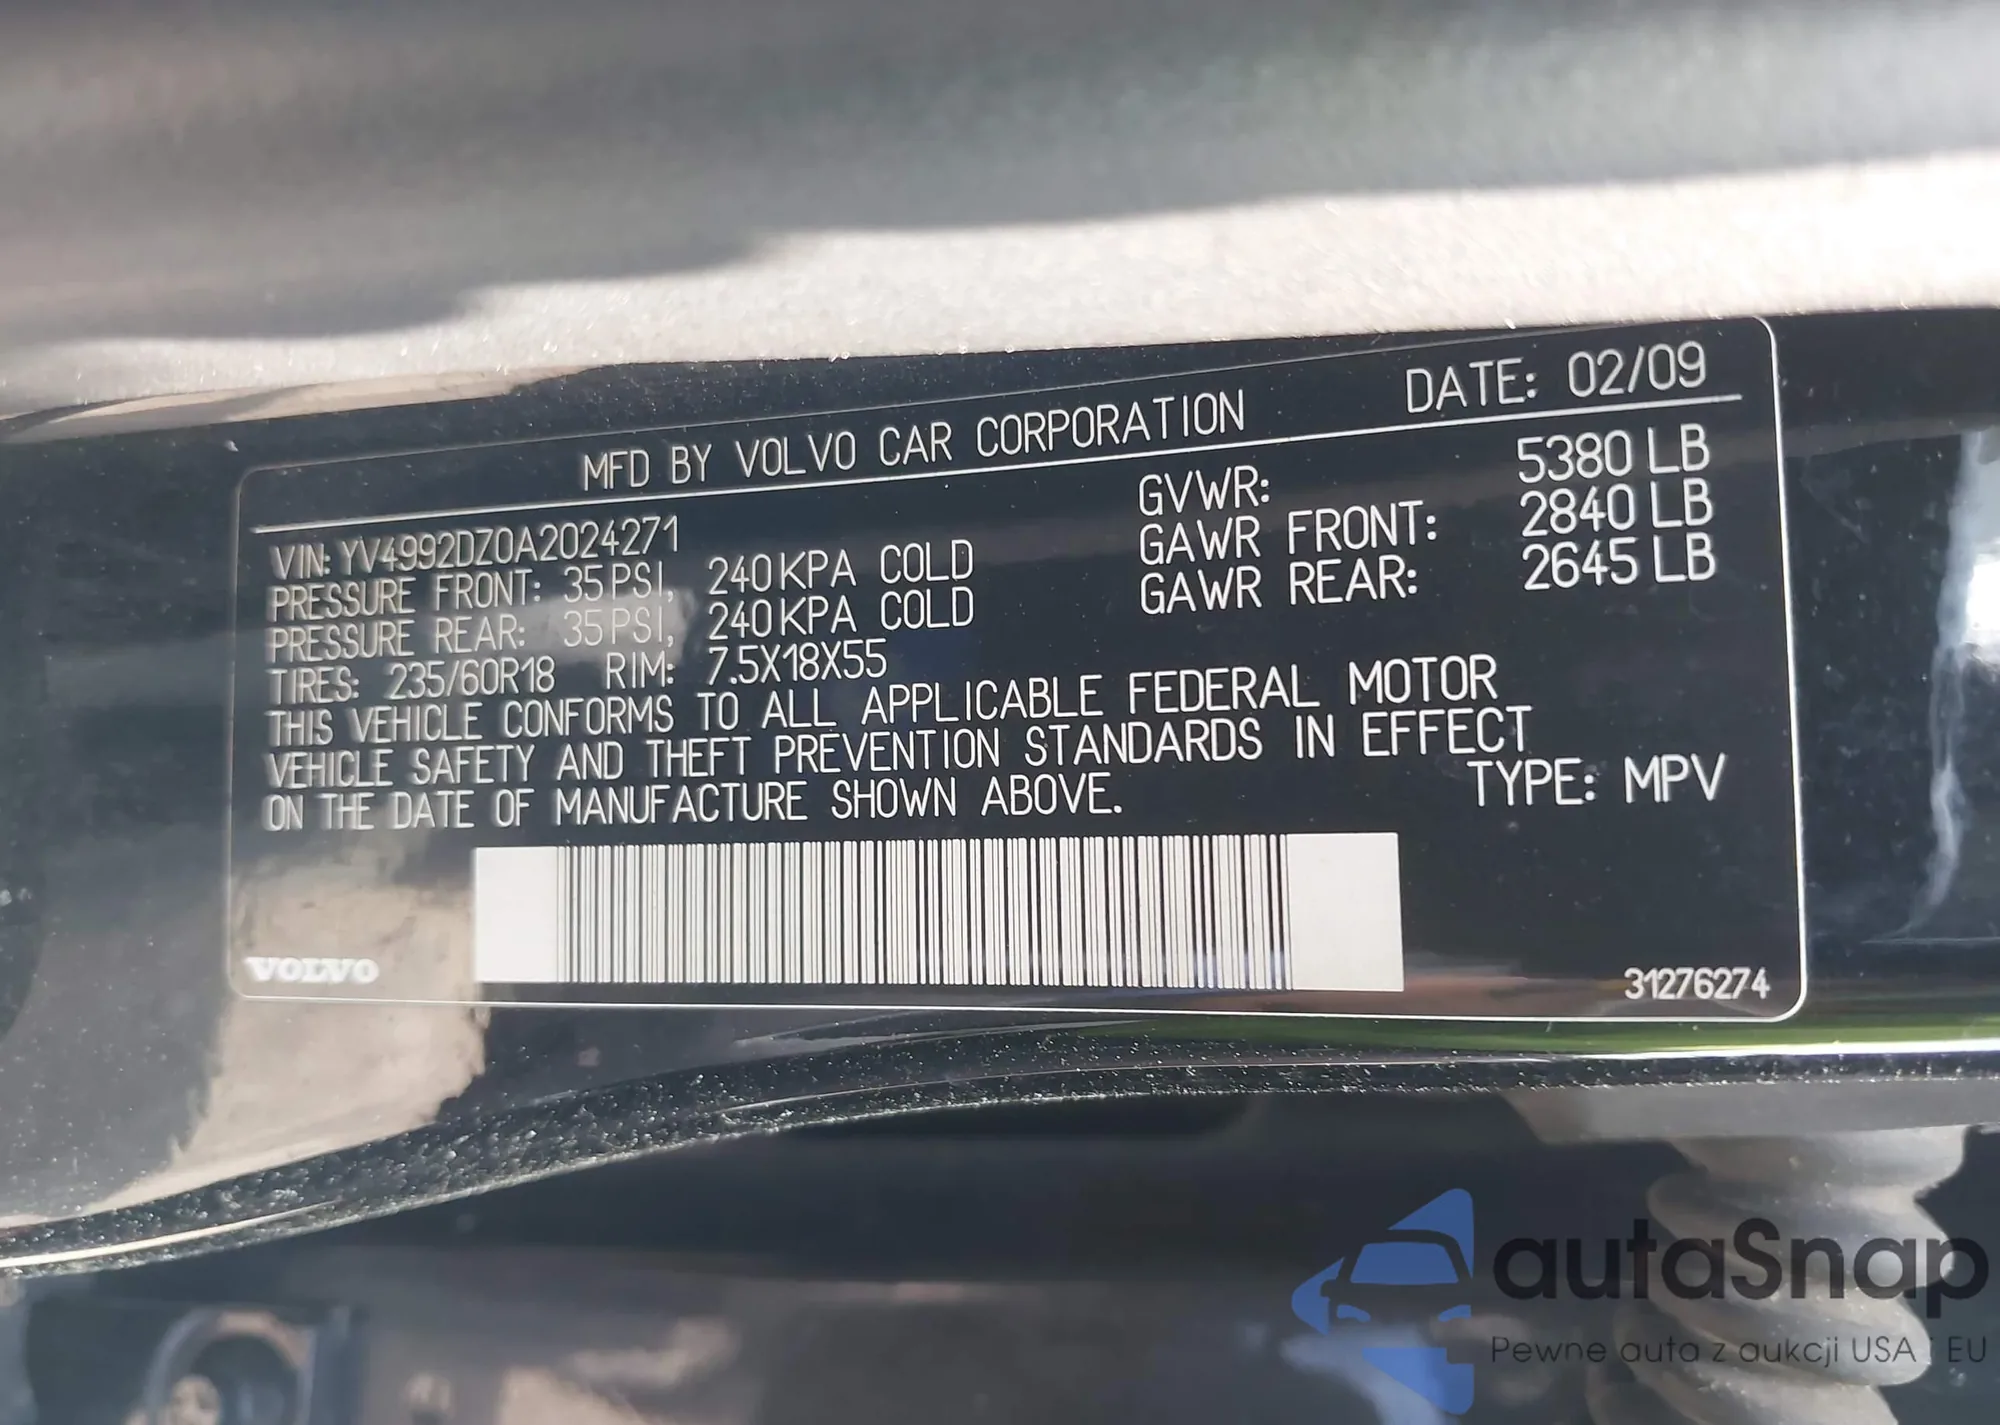 MFD BY VOLVO CAR CORPORATION DATE: 02/09
VIN: YV4992DZ0A2024271 GVWR: 5380 LB
PRESSURE FRONT: 35 PSI, 240 KPA COLD GAWR FRONT: 2840 LB
PRESSURE REAR: 35 PSI, 240 KPA COLD GAWR REAR: 2645 LB
TIRES: 235/60R18 RIM: 7.5X18X55
THIS VEHICLE CONFORMS TO ALL APPLICABLE FEDERAL MOTOR
VEHICLE SAFETY AND THEFT PREVENTION STANDARDS IN EFFECT
ON THE DATE OF MANUFACTURE SHOWN ABOVE. TYPE: MPV
VOLVO 31276274
autaSnap
Pewne auta z aukcji USA i EU